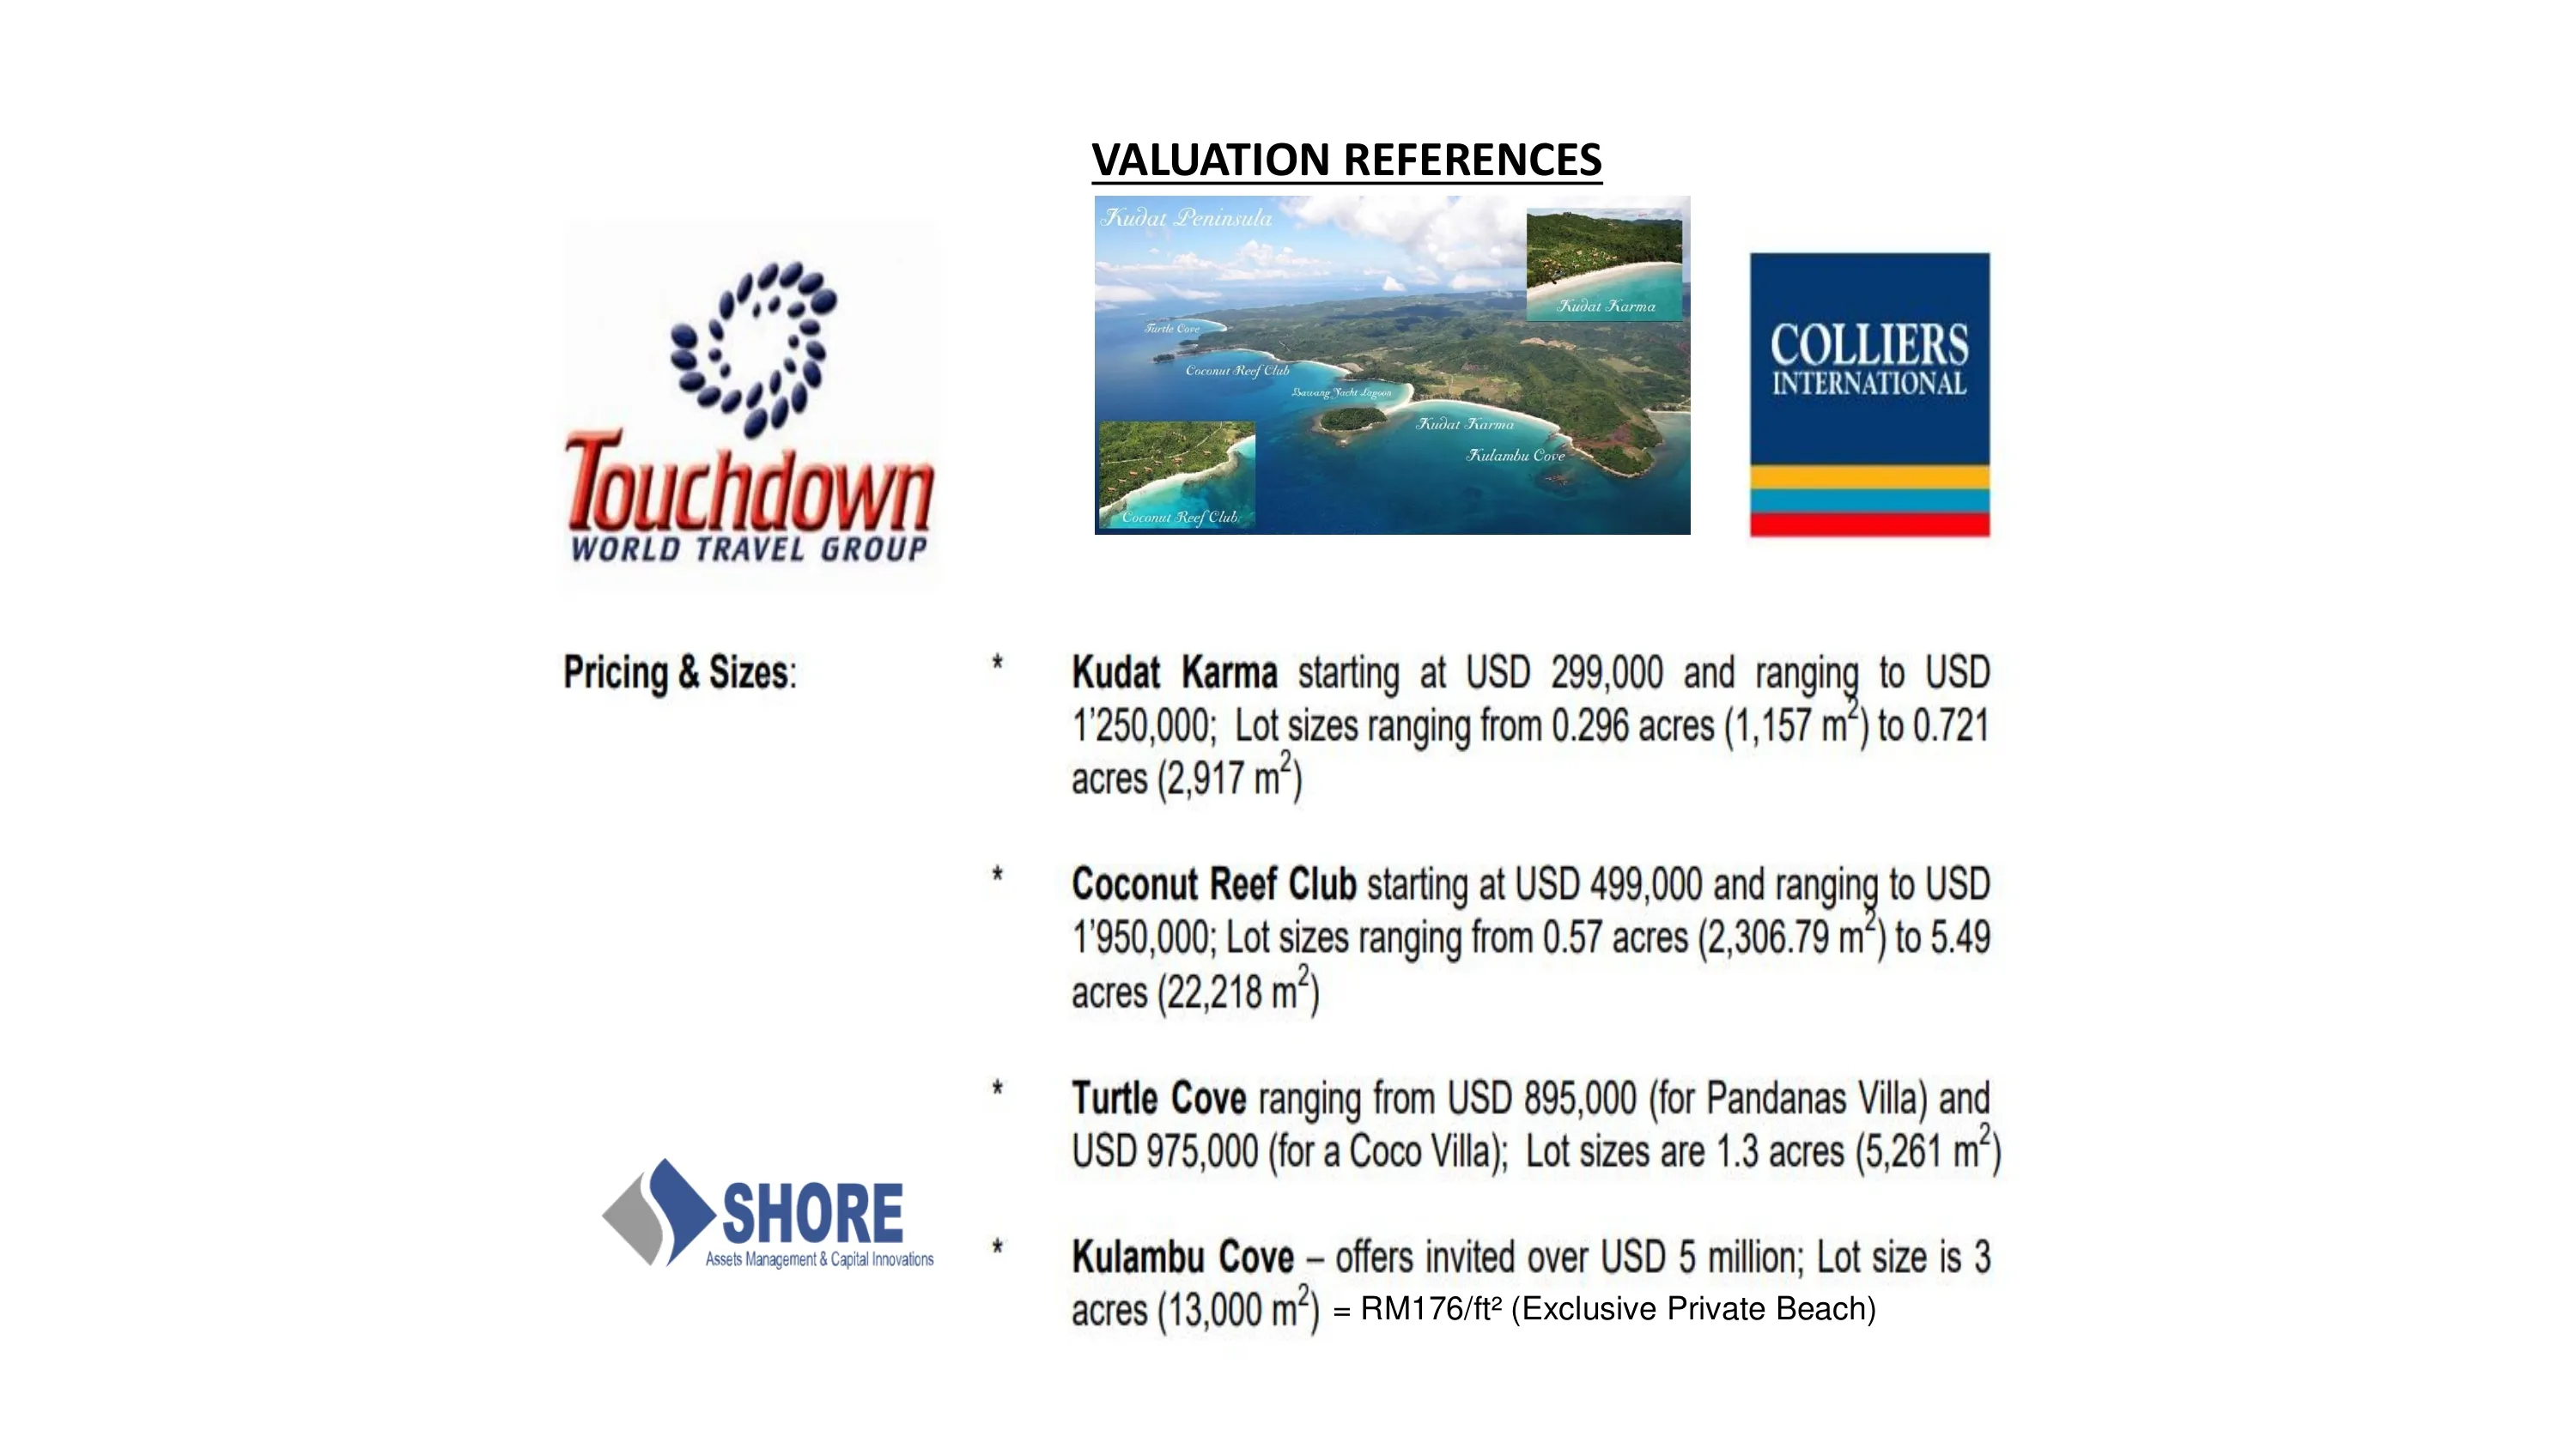 VALUATION REFERENCES
Kudat Peninsula
Kudat Karma
Turtle Cove
Coconut Reef Club
Bawang Yacht Lagoon
Kudat Karma
Kulambu Cove
Coconut Reef Club
Touchdown
WORLD TRAVEL GROUP
COLLIERS
INTERNATIONAL
Pricing & Sizes:
* Kudat Karma starting at USD 299,000 and ranging to USD
1’250,000; Lot sizes ranging from 0.296 acres (1,157 m²) to 0.721
acres (2,917 m²)
* Coconut Reef Club starting at USD 499,000 and ranging to USD
1’950,000; Lot sizes ranging from 0.57 acres (2,306.79 m²) to 5.49
acres (22,218 m²)
* Turtle Cove ranging from USD 895,000 (for Pandanas Villa) and
USD 975,000 (for a Coco Villa); Lot sizes are 1.3 acres (5,261 m²)
SHORE
Assets Management & Capital Innovations
* Kulambu Cove – offers invited over USD 5 million; Lot size is 3
acres (13,000 m²) = RM176/ft² (Exclusive Private Beach)